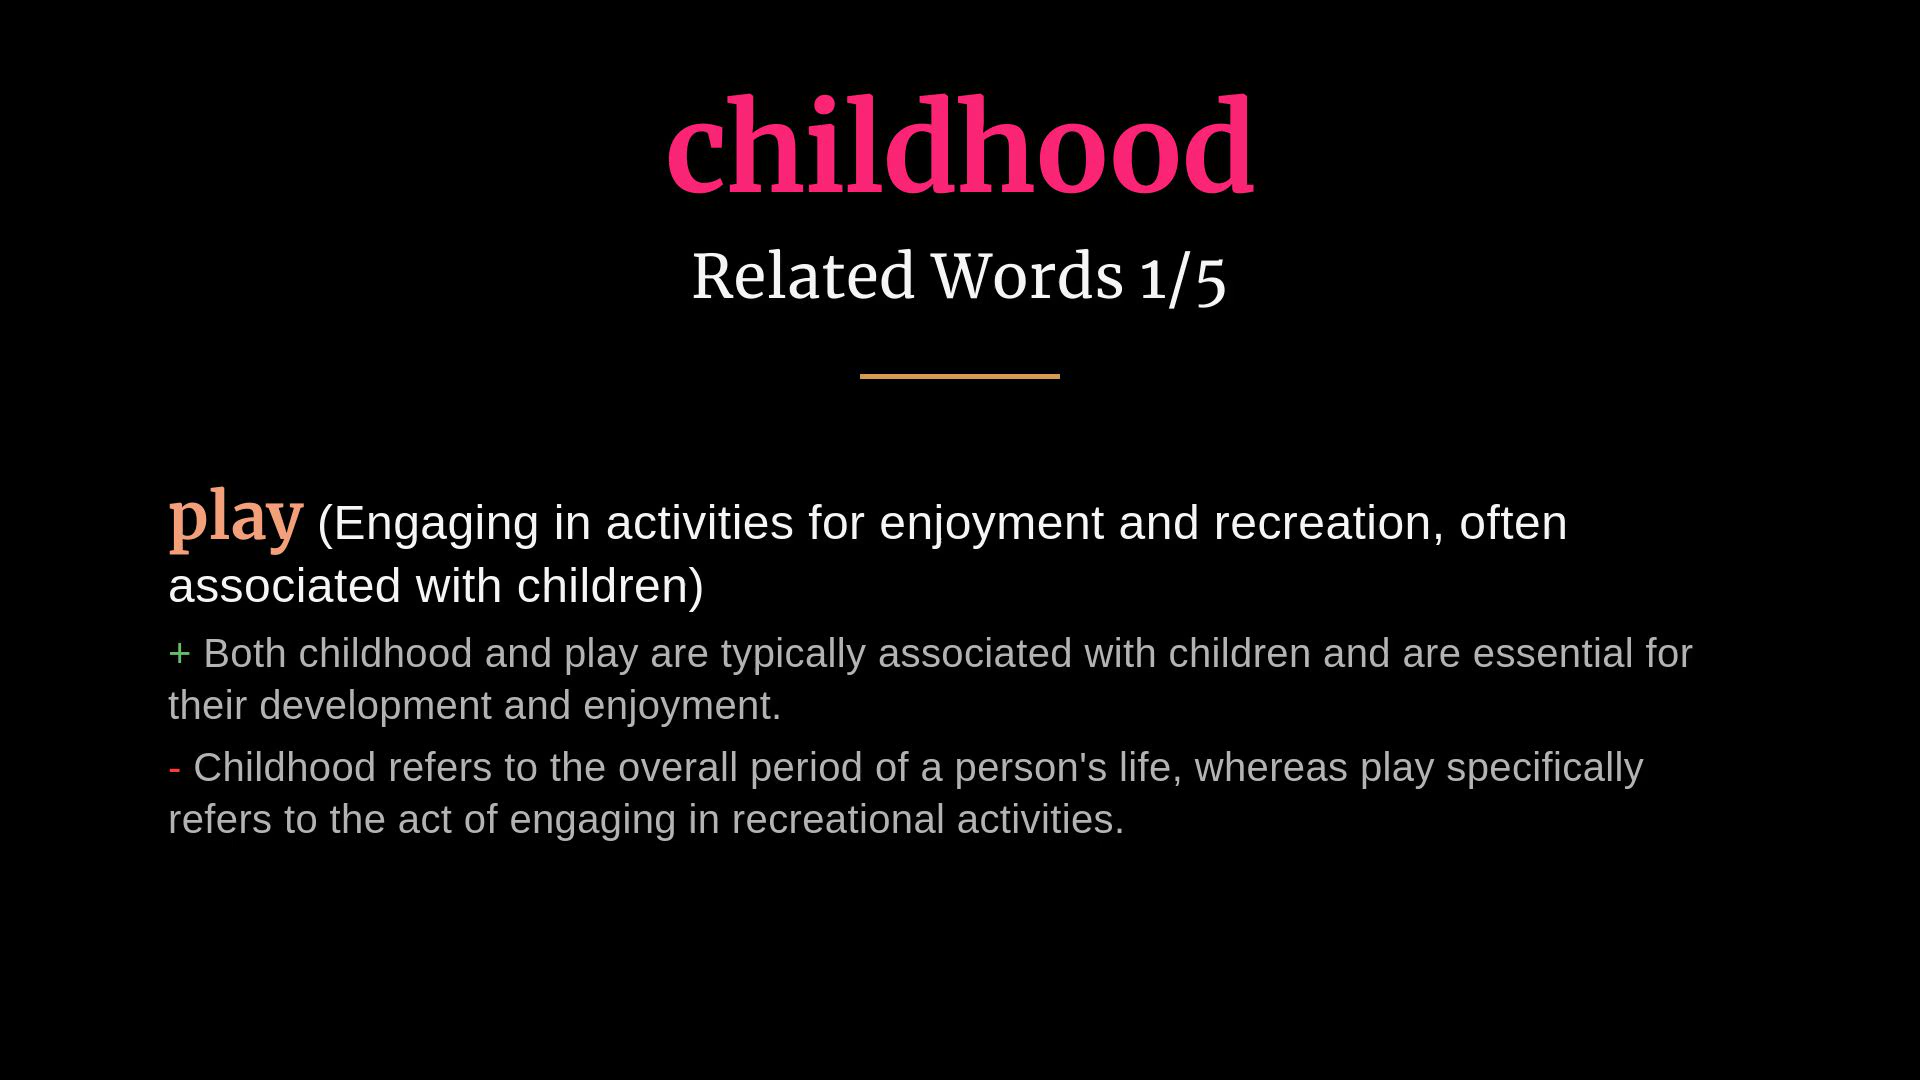 childhood
Related Words 1/5
play (Engaging in activities for enjoyment and recreation, often
associated with children)
+ Both childhood and play are typically associated with children and are essential for
their development and enjoyment.
- Childhood refers to the overall period of a person's life, whereas play specifically
refers to the act of engaging in recreational activities.